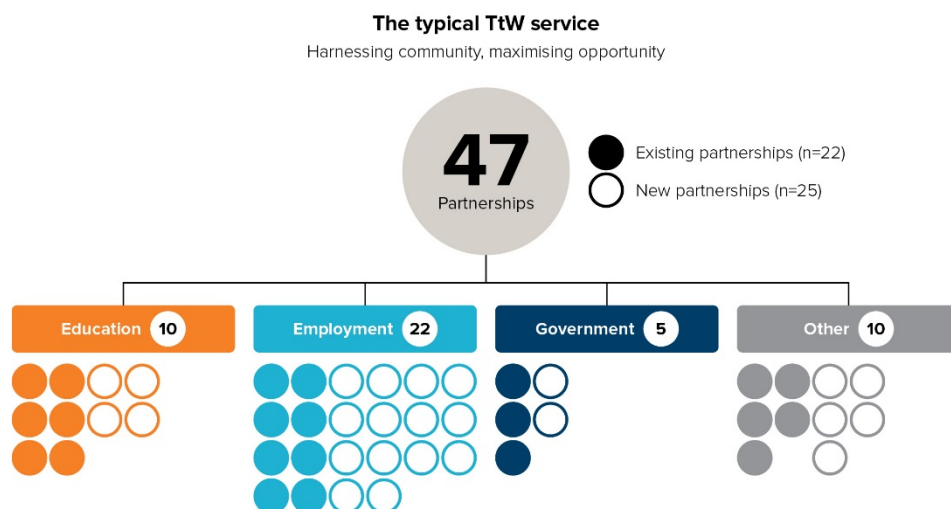 The typical TtW service
Harnessing community, maximising opportunity
47
Partnerships
Existing partnerships (n=22)
New partnerships (n=25)
Education 10
Employment 22
Government 5
Other 10